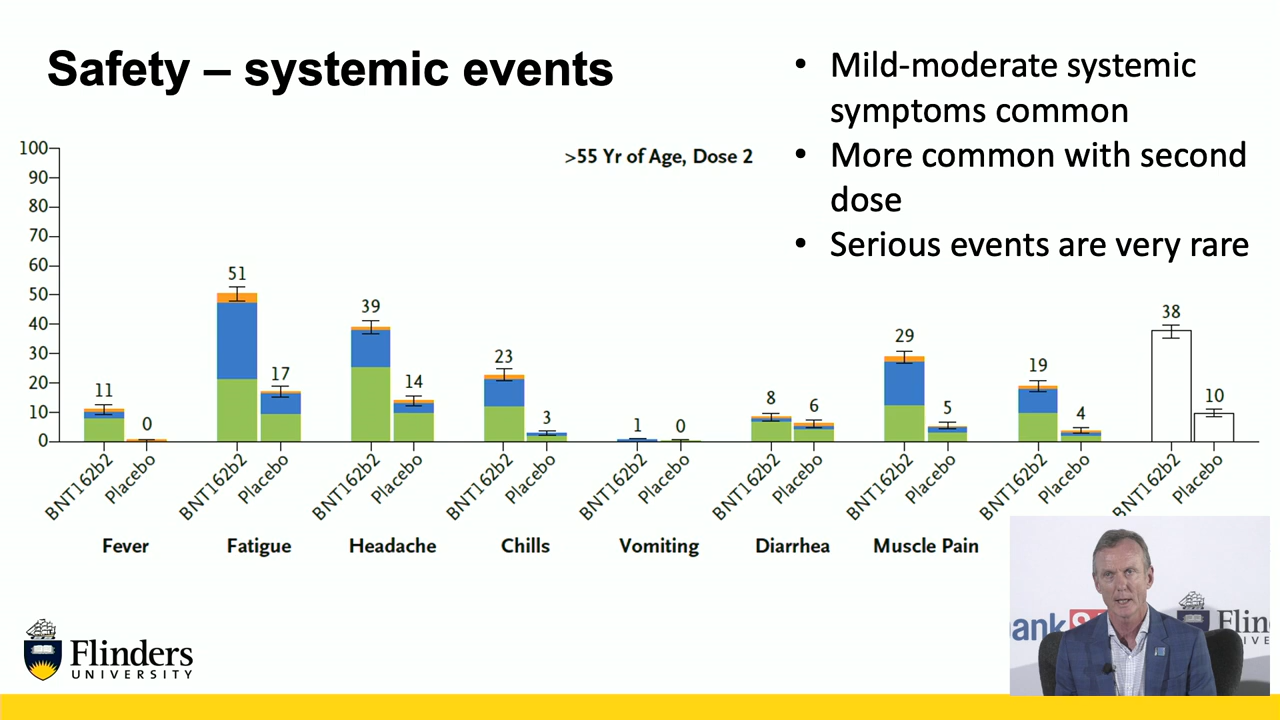 Safety – systemic events
• Mild-moderate systemic
symptoms common
• More common with second
dose
• Serious events are very rare
>55 Yr of Age, Dose 2
100
90
80
70
60
50
40
30
20
10
0
11
0
51
17
39
14
23
3
1
0
8
6
29
5
19
4
38
10
BNT162b2
Placebo
BNT162b2
Placebo
BNT162b2
Placebo
BNT162b2
Placebo
BNT162b2
Placebo
BNT162b2
Placebo
BNT162b2
Placebo
BNT162b2
Placebo
BNT162b2
Placebo
Fever
Fatigue
Headache
Chills
Vomiting
Diarrhea
Muscle Pain
Flinders
UNIVERSITY
ank
Flin